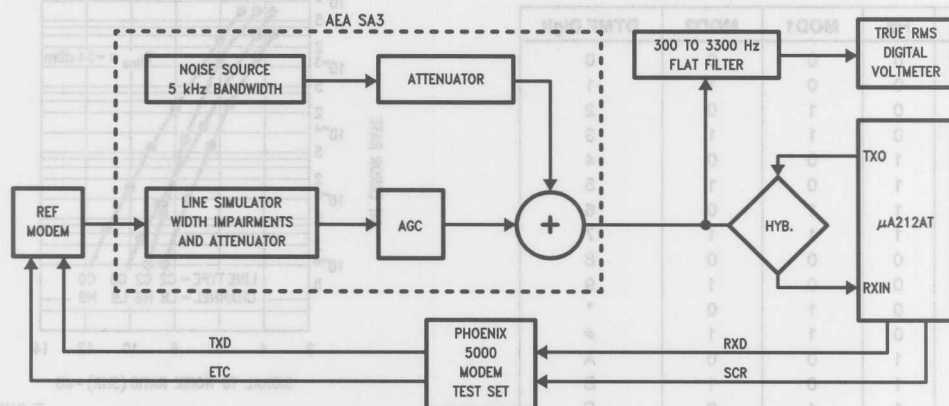 AEA SA3
NOISE SOURCE
5 kHz BANDWIDTH
ATTENUATOR
300 TO 3300 Hz
FLAT FILTER
TRUE RMS
DIGITAL
VOLTMETER
REF
MODEM
LINE SIMULATOR
WIDTH IMPAIRMENTS
AND ATTENUATOR
AGC
+
HYB.
TXO
µA212AT
RXIN
TXD
ETC
PHOENIX
5000
MODEM
TEST SET
RXD
SCR